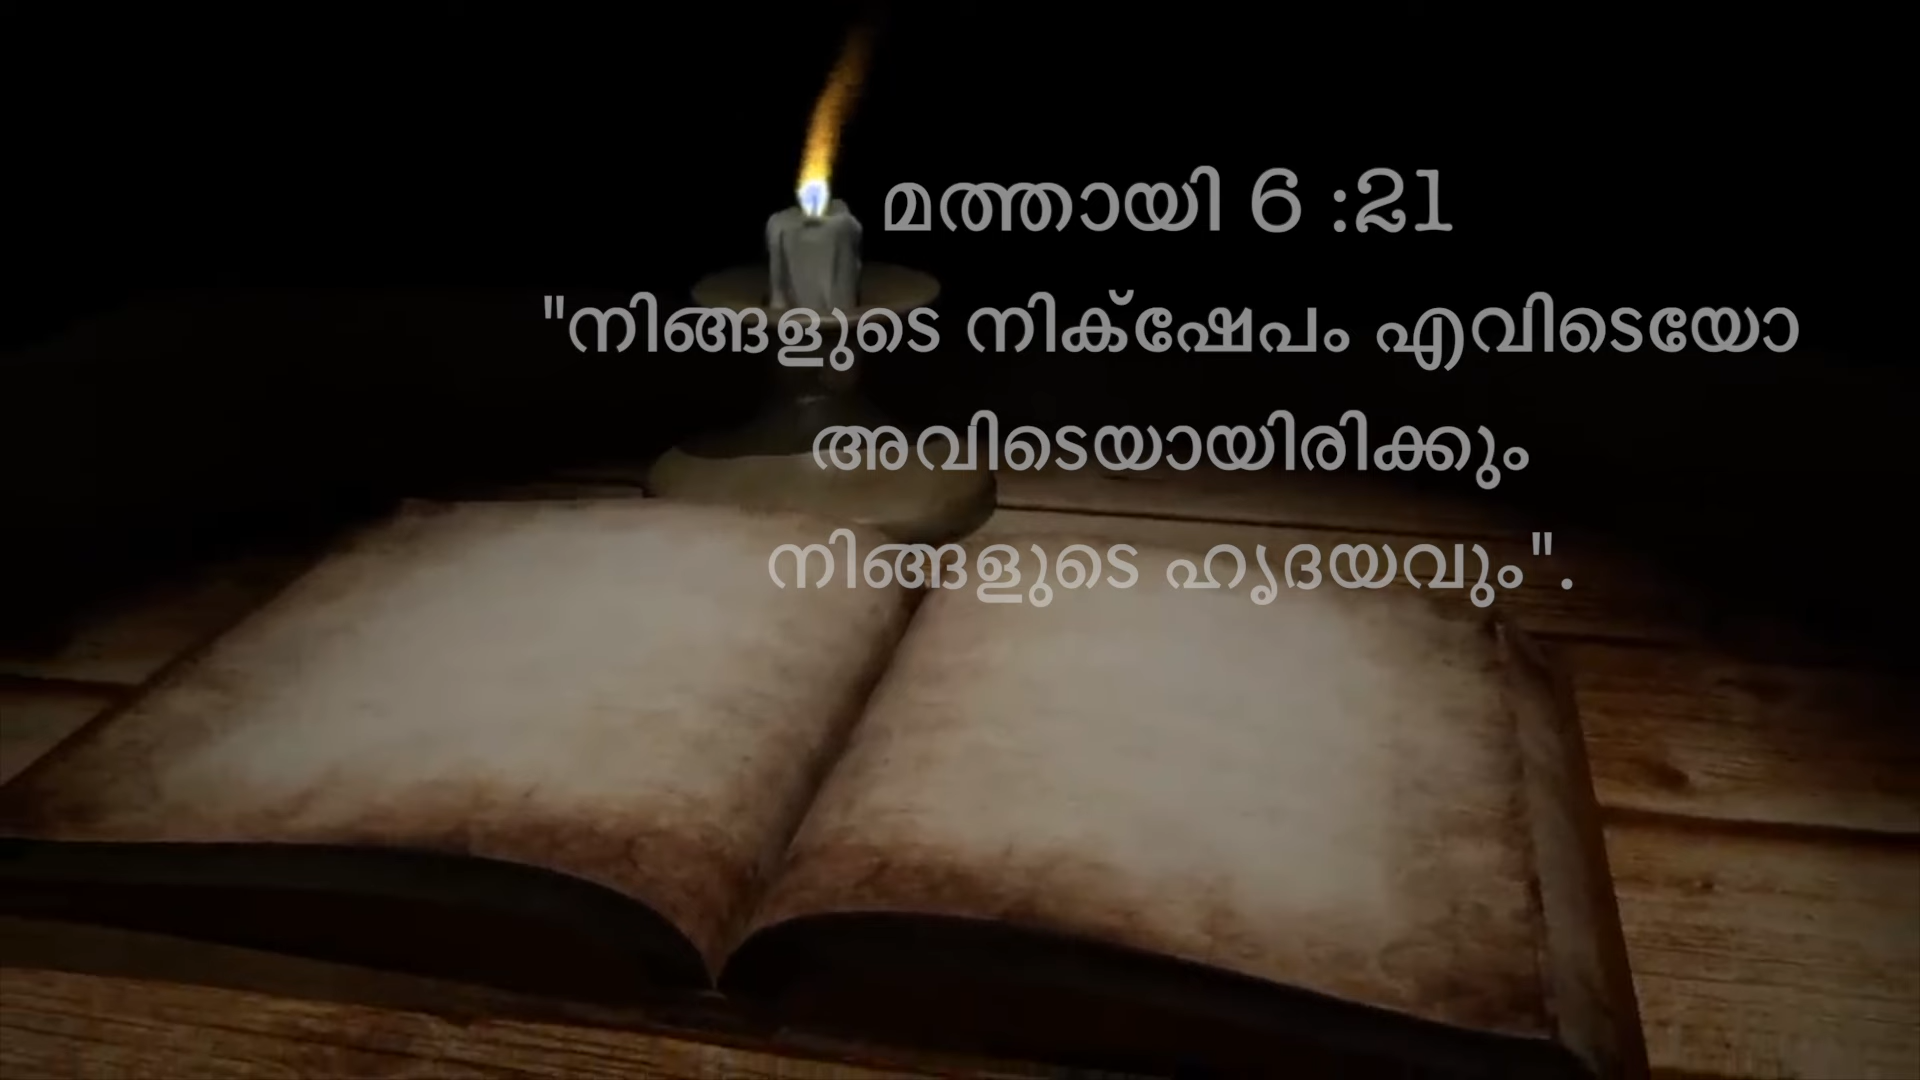 മത്തായി 6 :21
"നിങ്ങളുടെ നിക്ഷേപം എവിടെയോ
അവിടെയായിരിക്കും
നിങ്ങളുടെ ഹൃദയവും".